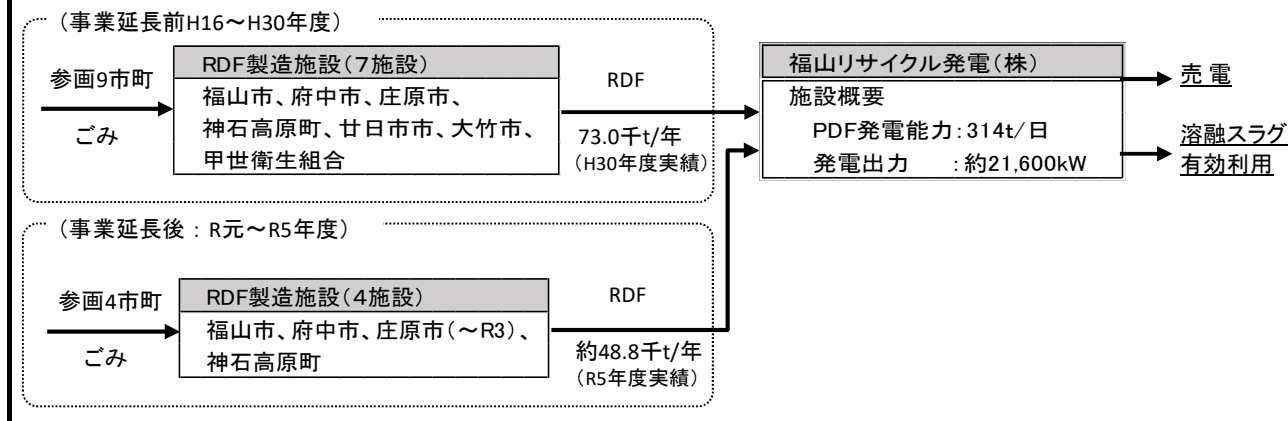 （事業延長前H16～H30年度）
参画9市町
ごみ
RDF製造施設（7施設）
福山市、府中市、庄原市、
神石高原町、廿日市市、大竹市、
甲世衛生組合
RDF
73.0千t/年
（H30年度実績）
福山リサイクル発電（株）
施設概要
PDF発電能力：314t/日
発電出力　：約21,600kW
売電
溶融スラグ
有効利用
（事業延長後：R元～R5年度）
参画4市町
ごみ
RDF製造施設（4施設）
福山市、府中市、庄原市（～R3）、
神石高原町
RDF
約48.8千t/年
（R5年度実績）